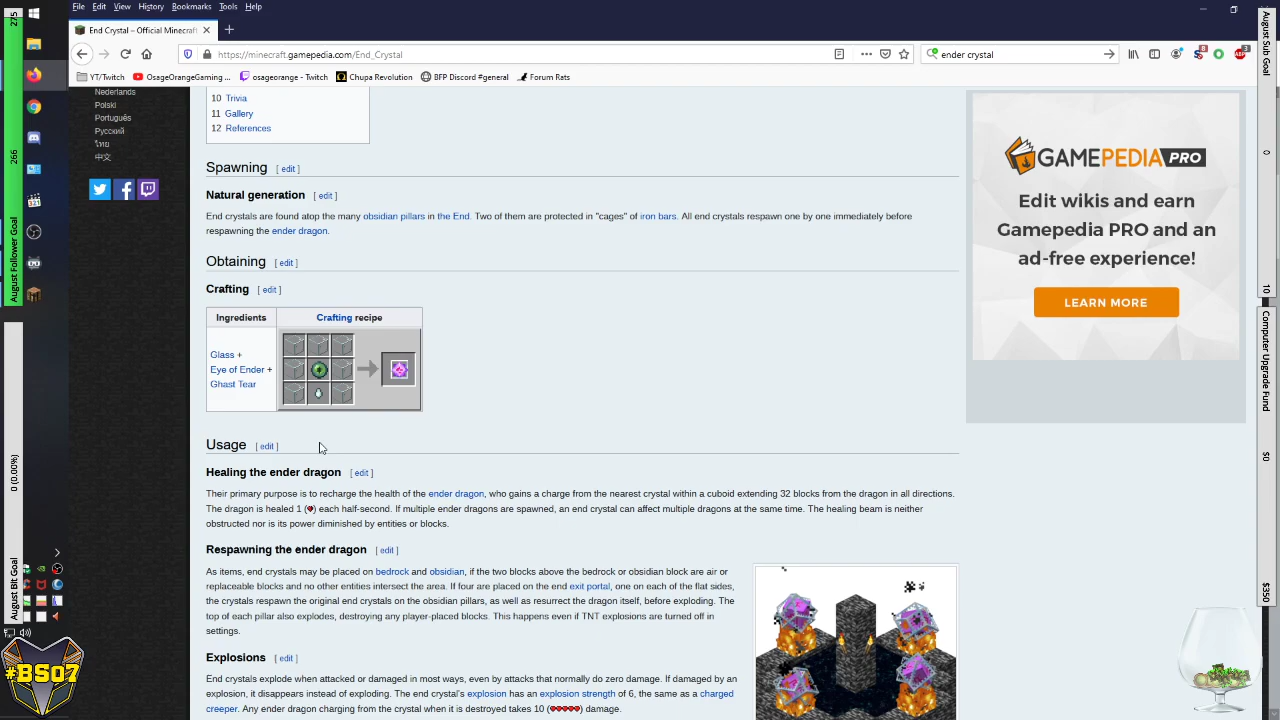 File Edit View History Bookmarks Tools Help
End Crystal – Official Minecraft
https://minecraft.gamepedia.com/End_Crystal
ender crystal
YT/Twitch
OsageOrangeGaming ...
osageorange - Twitch
Chupa Revolution
BFP Discord #general
Forum Rats
Nederlands
Polski
Português
Русский
ไทย
中文
10 Trivia
11 Gallery
12 References
Spawning [ edit ]
Natural generation [ edit ]
End crystals are found atop the many obsidian pillars in the End. Two of them are protected in "cages" of iron bars. All end crystals respawn one by one immediately before
respawning the ender dragon.
Obtaining [ edit ]
Crafting [ edit ]
Ingredients Crafting recipe
Glass +
Eye of Ender +
Ghast Tear
Usage [ edit ]
Healing the ender dragon [ edit ]
Their primary purpose is to recharge the health of the ender dragon, who gains a charge from the nearest crystal within a cuboid extending 32 blocks from the dragon in all directions.
The dragon is healed 1 (♥) each half-second. If multiple ender dragons are spawned, an end crystal can affect multiple dragons at the same time. The healing beam is neither
obstructed nor is its power diminished by entities or blocks.
Respawning the ender dragon [ edit ]
As items, end crystals may be placed on bedrock and obsidian, if the two blocks above the bedrock or obsidian block are air or
replaceable blocks and no other entities intersect the area. If four are placed on the end exit portal, one on each of the flat sides,
the crystals respawn the original end crystals on the obsidian pillars, as well as resurrect the dragon itself, before exploding. The
top of each pillar also explodes, destroying any player-placed blocks. This happens even if TNT explosions are turned off in
settings.
Explosions [ edit ]
End crystals explode when attacked or damaged in most ways, even by attacks that normally do zero damage. If damaged by an
explosion, it disappears instead of exploding. The end crystal's explosion has an explosion strength of 6, the same as a charged
creeper. Any ender dragon charging from the crystal when it is destroyed takes 10 (♥♥♥♥♥) damage.
GAMEPEDIA PRO
Edit wikis and earn
Gamepedia PRO and an
ad-free experience!
LEARN MORE
275
266
August Follower Goal
0 (0.00%)
August Bit Goal
#BS07
August Sub Goal
0
10
Computer Upgrade Fund
$0
$350